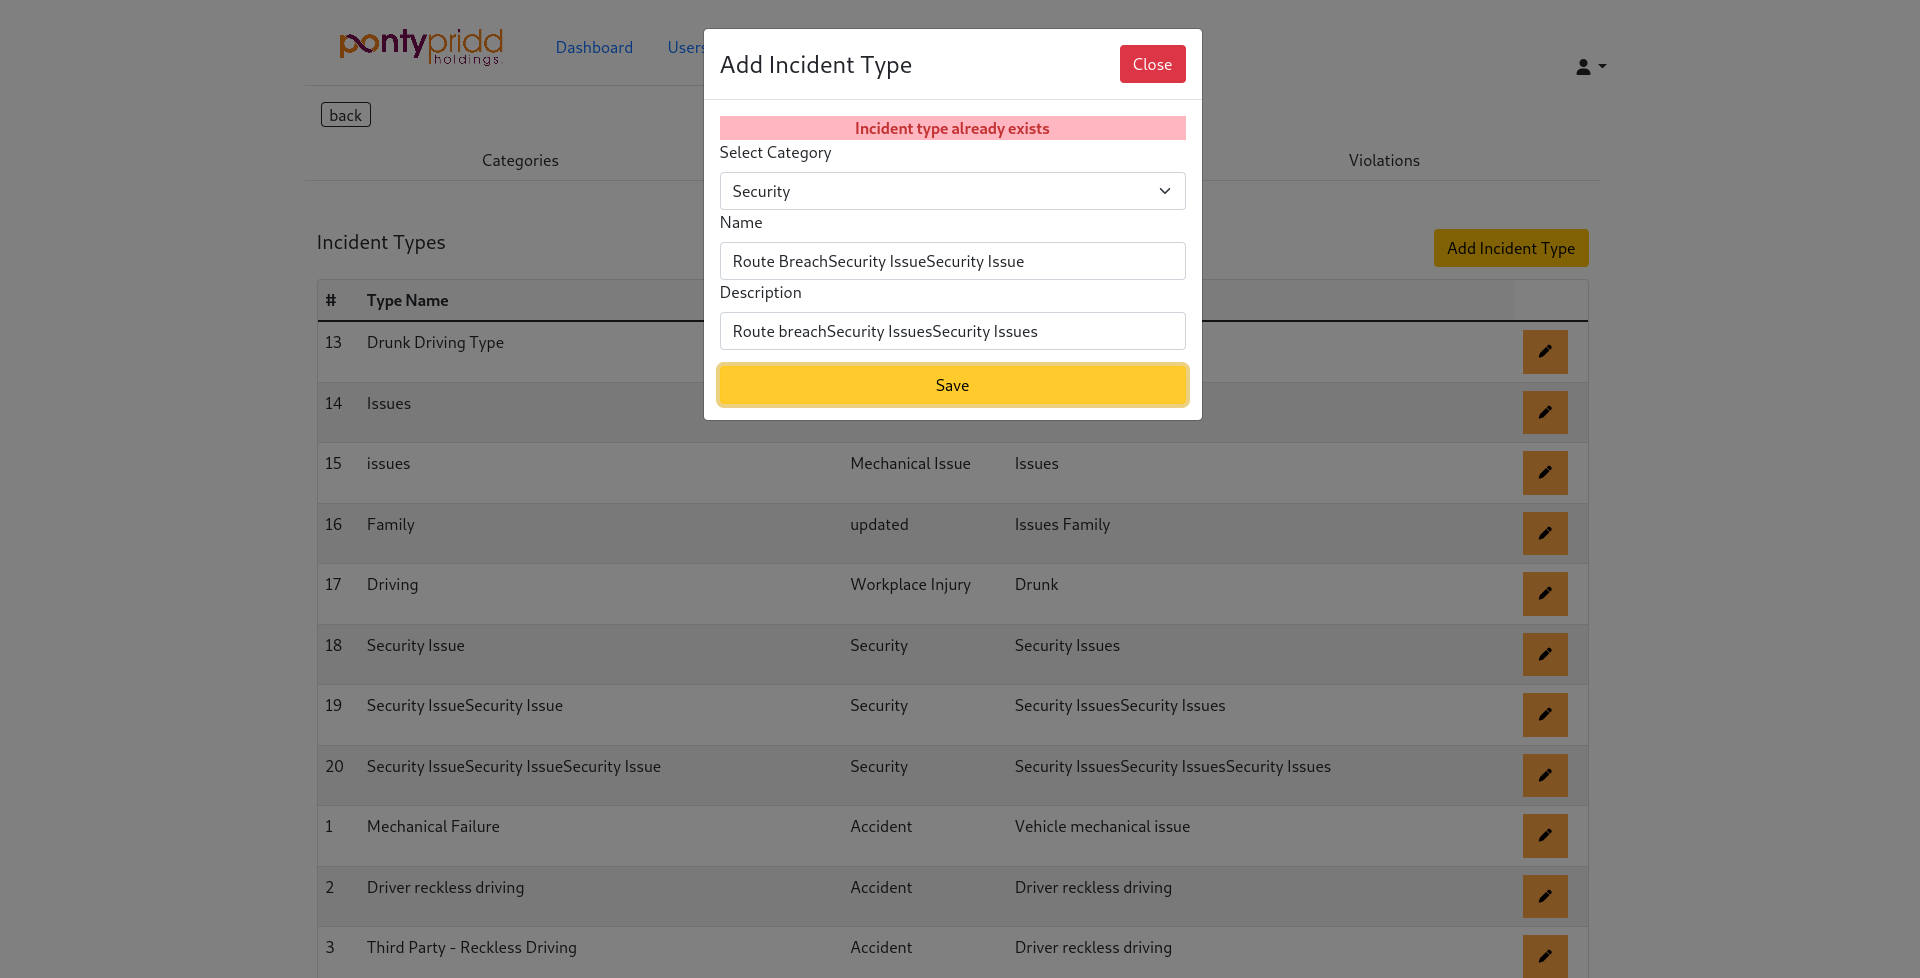 pontypridd
holdings.
Dashboard
Users
Add Incident Type
Close
back
Incident type already exists
Select Category
Categories
Violations
Security
Name
Incident Types
Add Incident Type
Route BreachSecurity IssueSecurity Issue
Description
# Type Name
Route breachSecurity IssuesSecurity Issues
13 Drunk Driving Type
Save
14 Issues
15 issues Mechanical Issue Issues
16 Family updated Issues Family
17 Driving Workplace Injury Drunk
18 Security Issue Security Security Issues
19 Security IssueSecurity Issue Security Security IssuesSecurity Issues
20 Security IssueSecurity IssueSecurity Issue Security Security IssuesSecurity IssuesSecurity Issues
1 Mechanical Failure Accident Vehicle mechanical issue
2 Driver reckless driving Accident Driver reckless driving
3 Third Party - Reckless Driving Accident Driver reckless driving